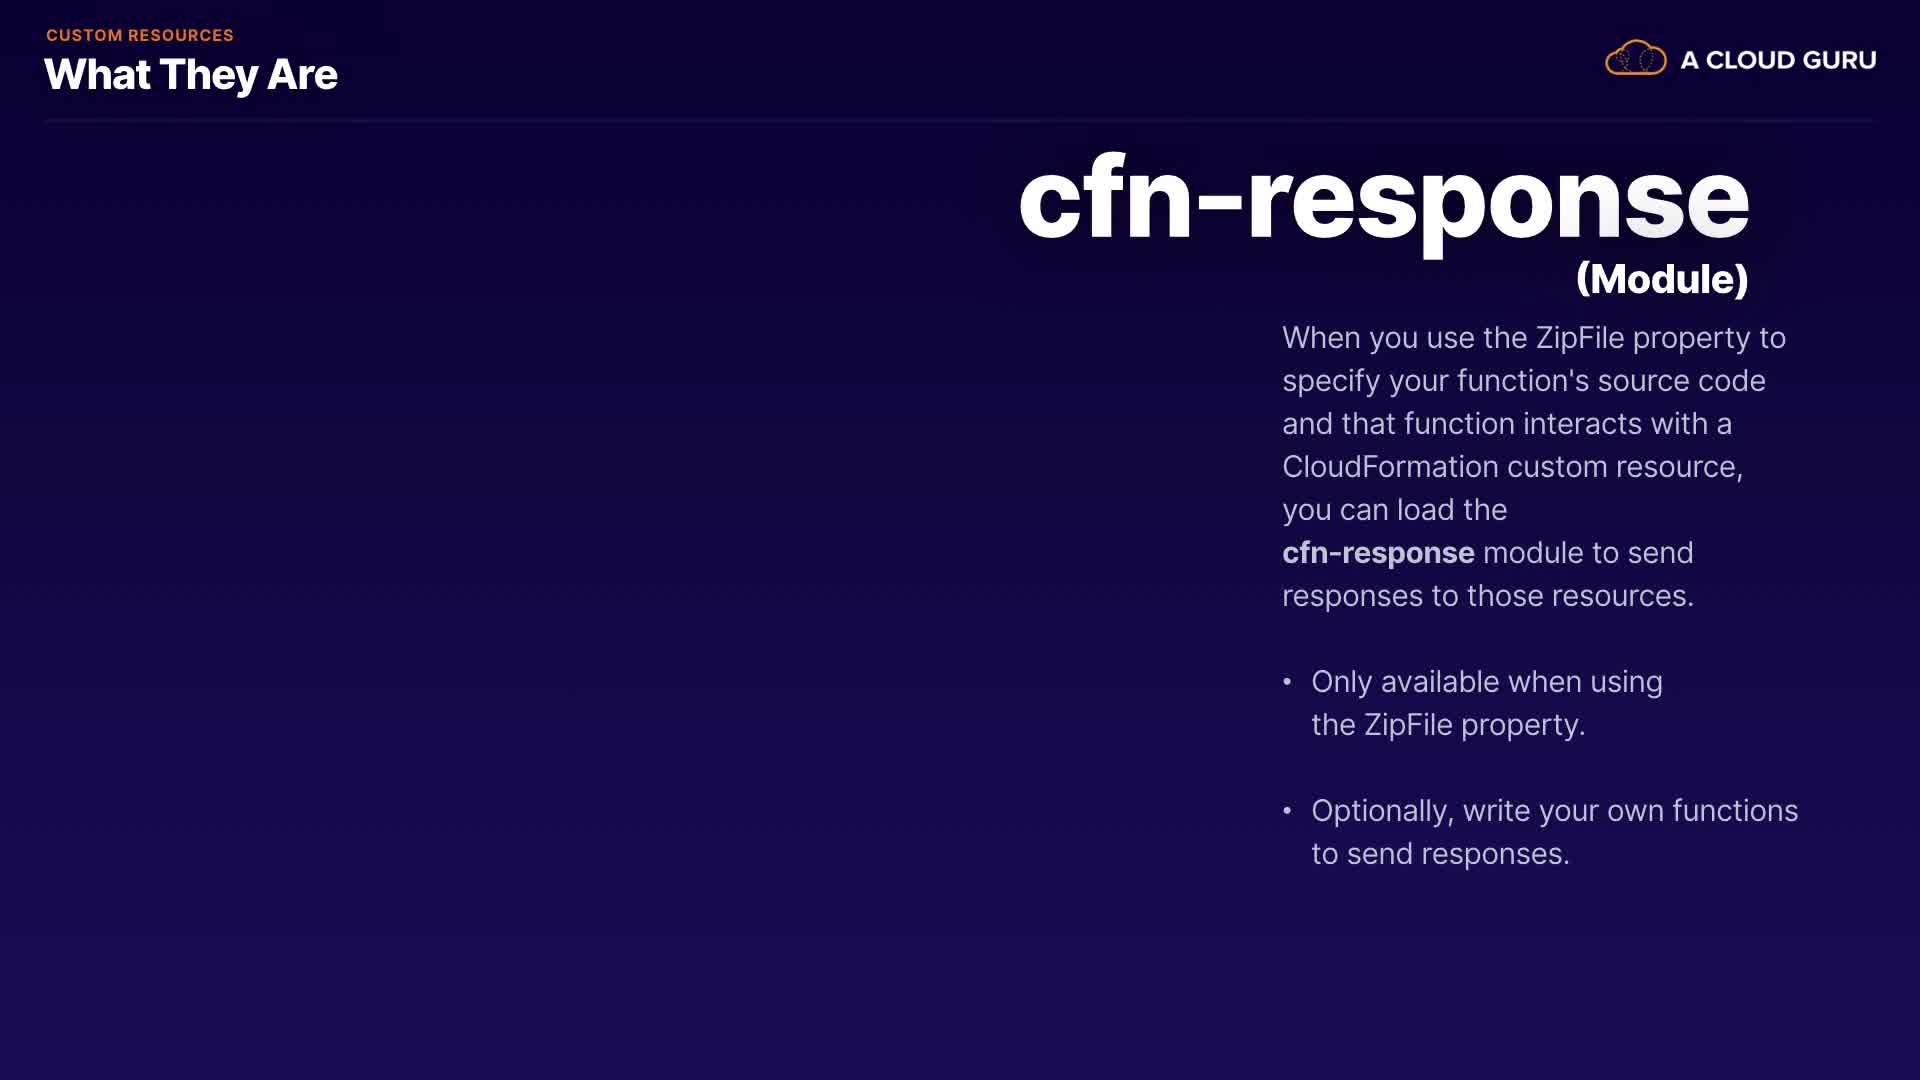 CUSTOM RESOURCES
What They Are
A CLOUD GURU
cfn-response
(Module)
When you use the ZipFile property to
specify your function's source code
and that function interacts with a
CloudFormation custom resource,
you can load the
cfn-response module to send
responses to those resources.
• Only available when using
the ZipFile property.
• Optionally, write your own functions
to send responses.